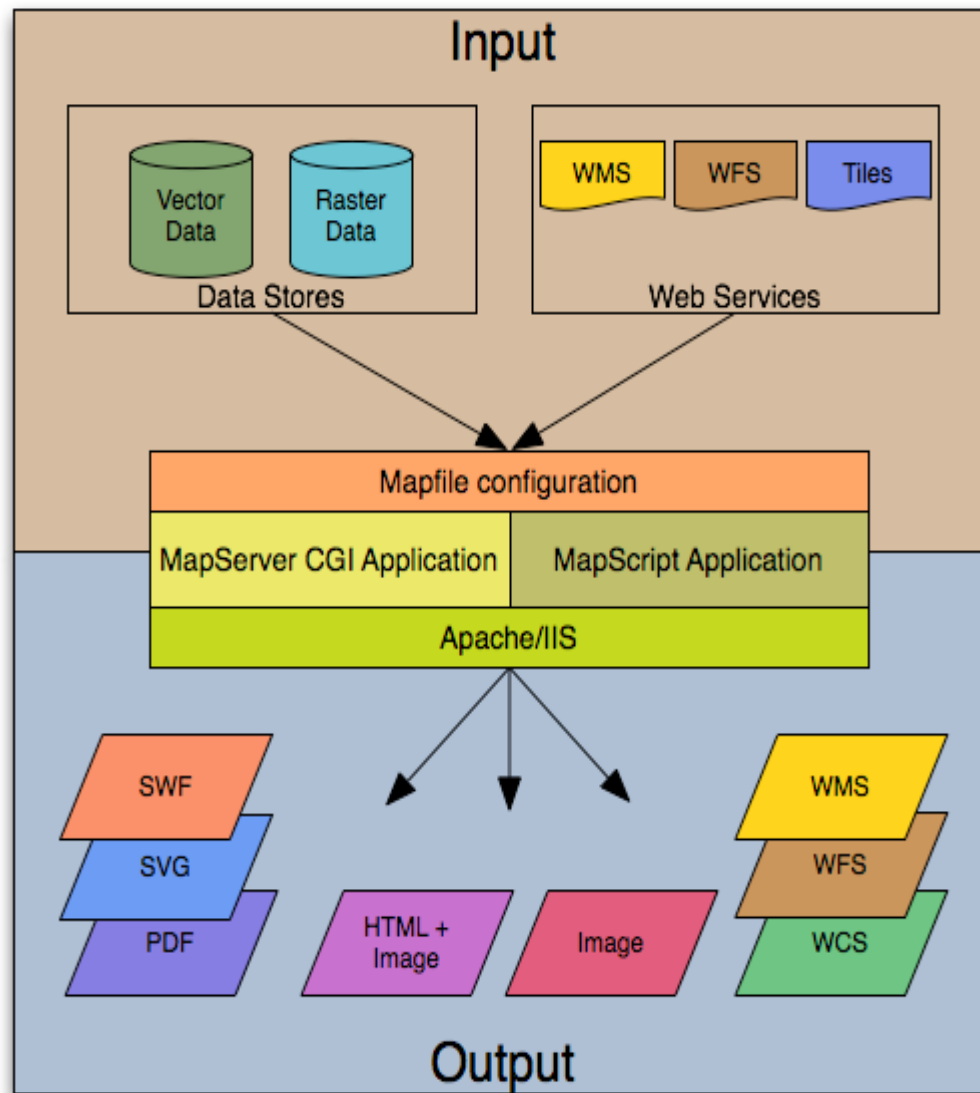 Input
Vector
Data
Raster
Data
Data Stores
WMS
WFS
Tiles
Web Services
Mapfile configuration
MapServer CGI Application
MapScript Application
Apache/IIS
SWF
SVG
PDF
HTML +
Image
Image
WMS
WFS
WCS
Output